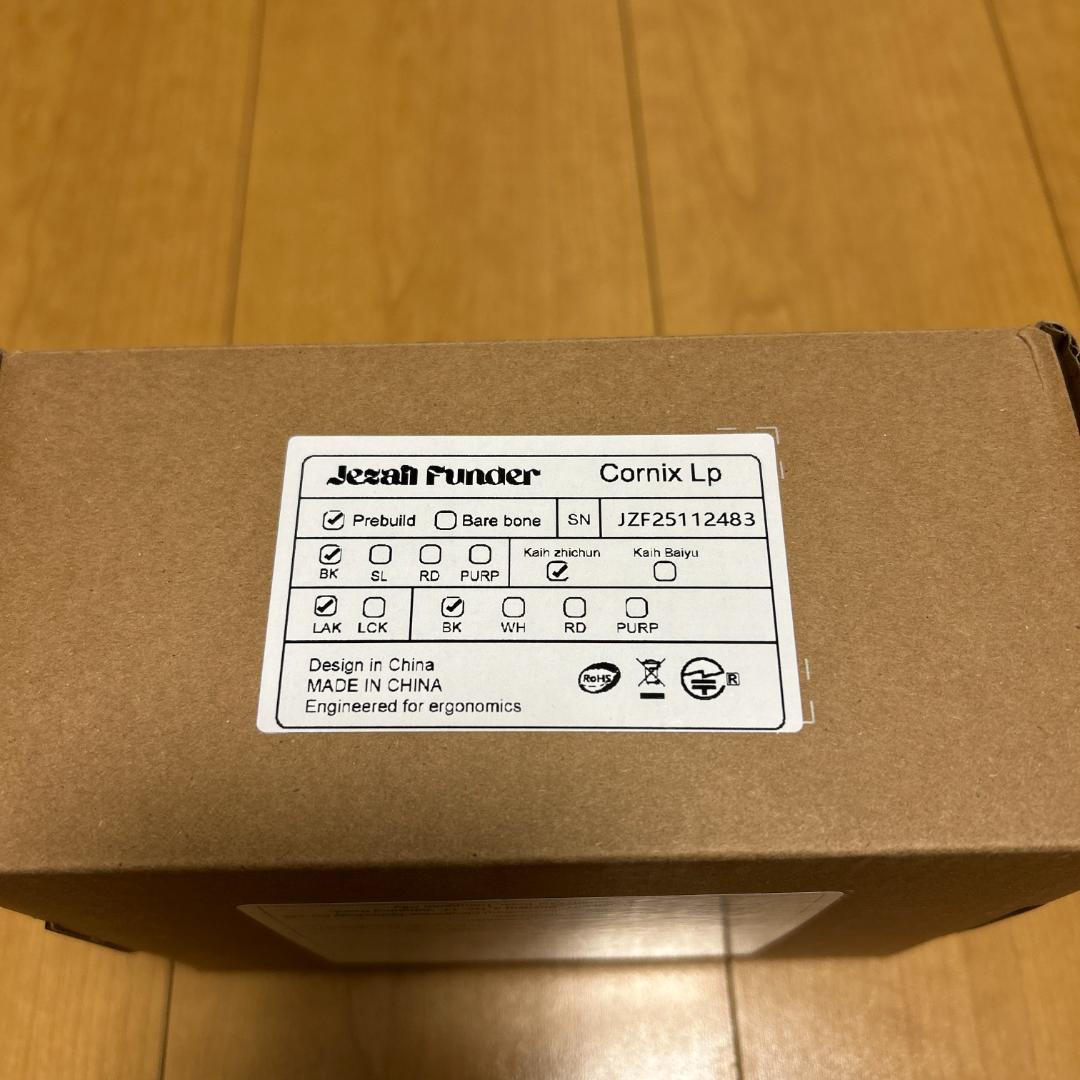 Jezail Funder Cornix Lp
Prebuild Bare bone SN JZF25112483
Kaih zhichun Kaih Baiyu
BK SL RD PURP
LAK LCK BK WH RD PURP
Design in China
MADE IN CHINA
Engineered for ergonomics
RoHS
R